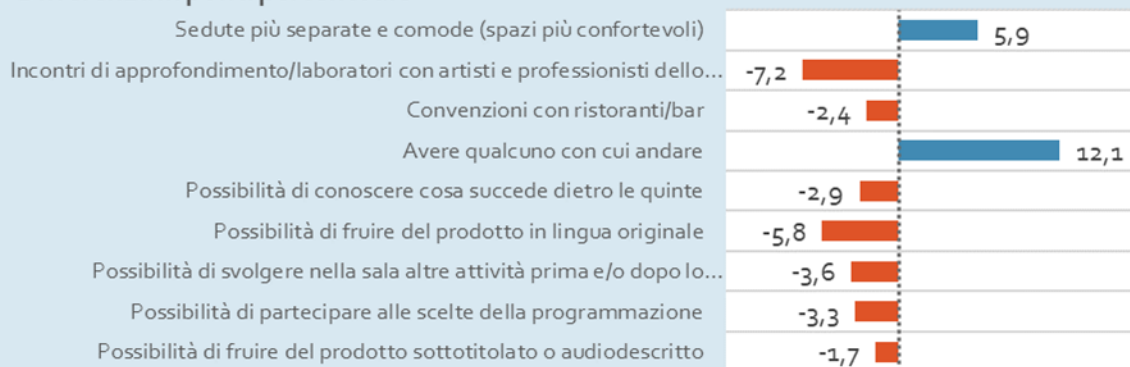 Sedute più separate e comode (spazi più confortevoli) 5,9
Incontri di approfondimento/laboratori con artisti e professionisti dello... -7,2
Convenzioni con ristoranti/bar -2,4
Avere qualcuno con cui andare 12,1
Possibilità di conoscere cosa succede dietro le quinte -2,9
Possibilità di fruire del prodotto in lingua originale -5,8
Possibilità di svolgere nella sala altre attività prima e/o dopo lo... -3,6
Possibilità di partecipare alle scelte della programmazione -3,3
Possibilità di fruire del prodotto sottotitolato o audiodescritto -1,7